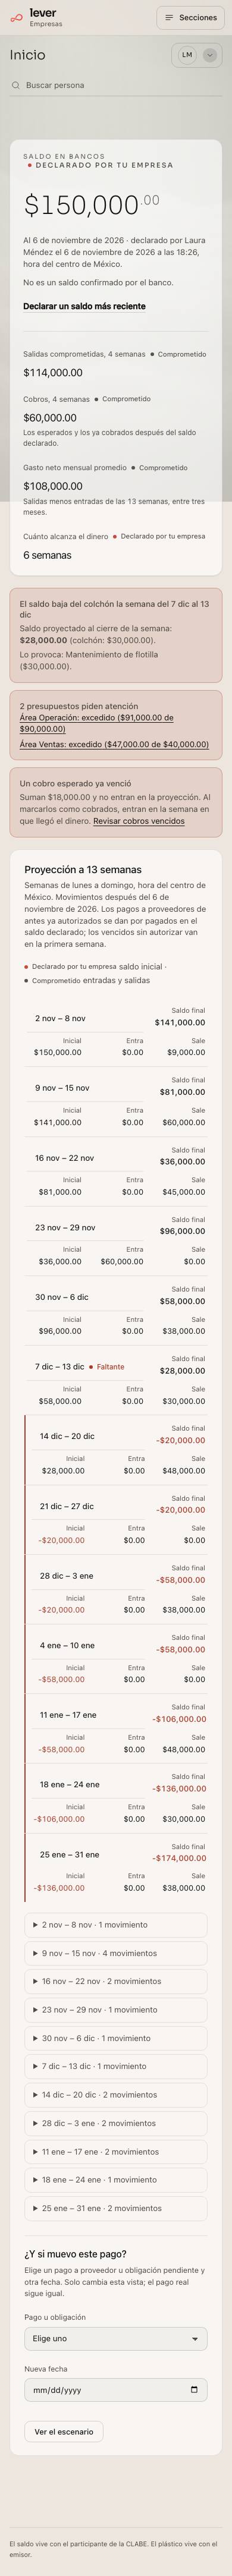 lever
Empresas
Secciones
Inicio
LM
Buscar persona
SALDO EN BANCOS
DECLARADO POR TU EMPRESA
$150,000.00
Al 6 de noviembre de 2026 · declarado por Laura
Méndez el 6 de noviembre de 2026 a las 18:26,
hora del centro de México.
No es un saldo confirmado por el banco.
Declarar un saldo más reciente
Salidas comprometidas, 4 semanas Comprometido
$114,000.00
Cobros, 4 semanas Comprometido
$60,000.00
Los esperados y los ya cobrados después del saldo
declarado.
Gasto neto mensual promedio Comprometido
$108,000.00
Salidas menos entradas de las 13 semanas, entre tres
meses.
Cuánto alcanza el dinero Declarado por tu empresa
6 semanas
El saldo baja del colchón la semana del 7 dic al 13
dic
Saldo proyectado al cierre de la semana:
$28,000.00 (colchón: $30,000.00).
Lo provoca: Mantenimiento de flotilla
($30,000.00).
2 presupuestos piden atención
Área Operación: excedido ($91,000.00 de
$90,000.00)
Área Ventas: excedido ($47,000.00 de $40,000.00)
Un cobro esperado ya venció
Suman $18,000.00 y no entran en la proyección. Al
marcarlos como cobrados, entran en la semana en
que llegó el dinero. Revisar cobros vencidos
Proyección a 13 semanas
Semanas de lunes a domingo, hora del centro de
México. Movimientos después del 6 de
noviembre de 2026. Los pagos a proveedores de
antes ya autorizados se dan por pagados en el
saldo declarado; los vencidos sin autorizar van
en la primera semana.
Declarado por tu empresa saldo inicial ·
Comprometido entradas y salidas
2 nov – 8 nov
Saldo final
$141,000.00
Inicial Entra Sale
$150,000.00 $0.00 $9,000.00
9 nov – 15 nov
Saldo final
$81,000.00
Inicial Entra Sale
$141,000.00 $0.00 $60,000.00
16 nov – 22 nov
Saldo final
$36,000.00
Inicial Entra Sale
$81,000.00 $0.00 $45,000.00
23 nov – 29 nov
Saldo final
$96,000.00
Inicial Entra Sale
$36,000.00 $60,000.00 $0.00
30 nov – 6 dic
Saldo final
$58,000.00
Inicial Entra Sale
$96,000.00 $0.00 $38,000.00
7 dic – 13 dic Faltante
Saldo final
$28,000.00
Inicial Entra Sale
$58,000.00 $0.00 $30,000.00
14 dic – 20 dic
Saldo final
-$20,000.00
Inicial Entra Sale
$28,000.00 $0.00 $48,000.00
21 dic – 27 dic
Saldo final
-$20,000.00
Inicial Entra Sale
-$20,000.00 $0.00 $0.00
28 dic – 3 ene
Saldo final
-$58,000.00
Inicial Entra Sale
-$20,000.00 $0.00 $38,000.00
4 ene – 10 ene
Saldo final
-$58,000.00
Inicial Entra Sale
-$58,000.00 $0.00 $0.00
11 ene – 17 ene
Saldo final
-$106,000.00
Inicial Entra Sale
-$58,000.00 $0.00 $48,000.00
18 ene – 24 ene
Saldo final
-$136,000.00
Inicial Entra Sale
-$106,000.00 $0.00 $30,000.00
25 ene – 31 ene
Saldo final
-$174,000.00
Inicial Entra Sale
-$136,000.00 $0.00 $38,000.00
2 nov – 8 nov · 1 movimiento
9 nov – 15 nov · 4 movimientos
16 nov – 22 nov · 2 movimientos
23 nov – 29 nov · 1 movimiento
30 nov – 6 dic · 1 movimiento
7 dic – 13 dic · 1 movimiento
14 dic – 20 dic · 2 movimientos
28 dic – 3 ene · 2 movimientos
11 ene – 17 ene · 2 movimientos
18 ene – 24 ene · 1 movimiento
25 ene – 31 ene · 2 movimientos
¿Y si muevo este pago?
Elige un pago a proveedor u obligación pendiente y
otra fecha. Solo cambia esta vista; el pago real
sigue igual.
Pago u obligación
Elige uno
Nueva fecha
mm/dd/yyyy
Ver el escenario
El saldo vive con el participante de la CLABE. El plástico vive con el
emisor.